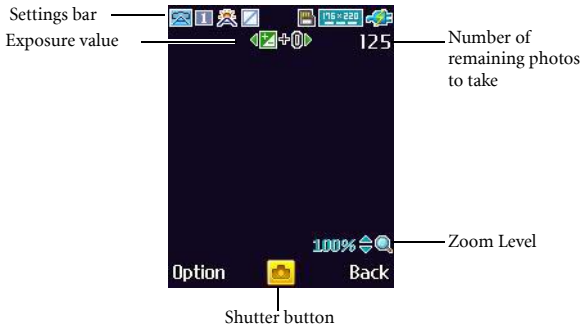 Settings bar
1
176×220
Exposure value
+0
125
Number of
remaining photos
to take
100%
Zoom Level
Option
Back
Shutter button